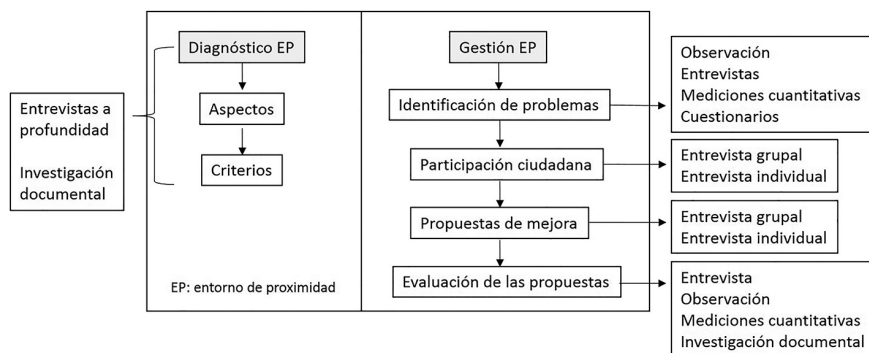 Entrevistas a
profundidad
Investigación
documental
Diagnóstico EP
Aspectos
Criterios
EP: entorno de proximidad
Gestión EP
Identificación de problemas
Participación ciudadana
Propuestas de mejora
Evaluación de las propuestas
Observación
Entrevistas
Mediciones cuantitativas
Cuestionarios
Entrevista grupal
Entrevista individual
Entrevista grupal
Entrevista individual
Entrevista
Observación
Mediciones cuantitativas
Investigación documental